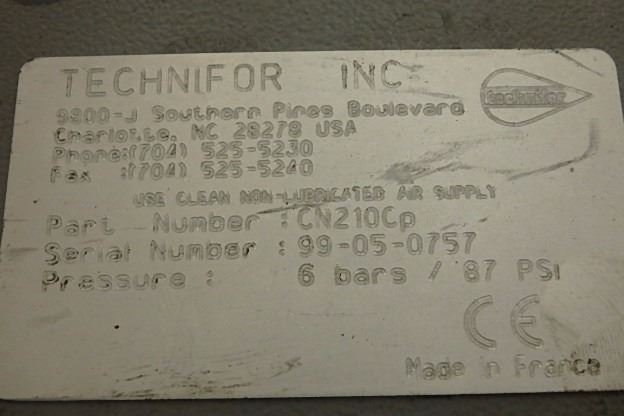 TECHNIFOR INC
technifor
9800-J Southern Pines Boulevard
Charlotte, NC 28278 USA
Phone:(704) 525-5230
Fax :(704) 525-5240
USE CLEAN NON-LUBRICATED AIR SUPPLY
Part Number : CN210Cp
Serial Number : 99-05-0757
Pressure : 6 bars / 87 PSI
CE
Made in France